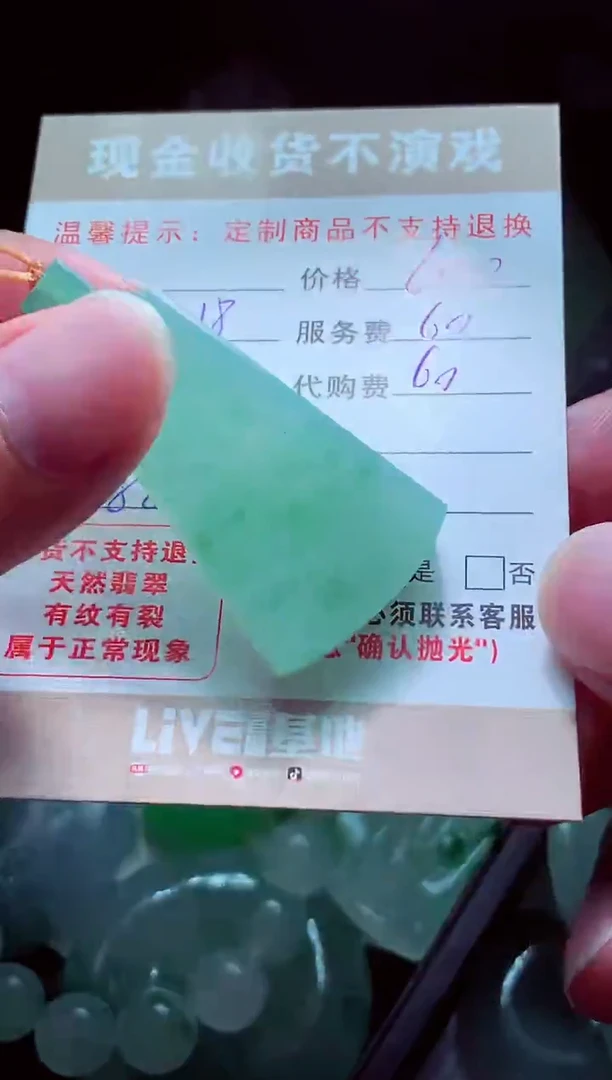 现金收货不演戏
温馨提示：定制商品不支持退换
价格
18
服务费 60
代购费 60
货不支持退
天然翡翠
有纹有裂
属于正常现象
是 否
必须联系客服
"确认抛光")
LIVE 基地